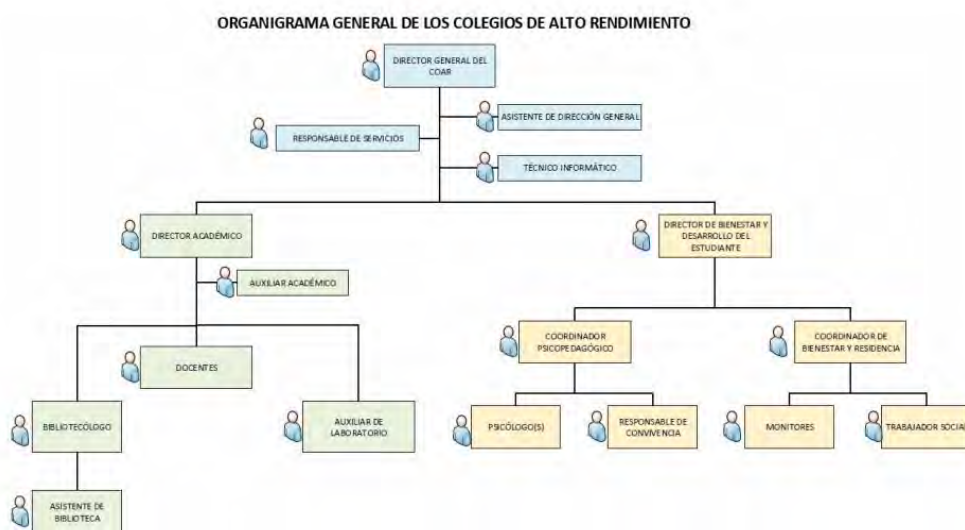 ORGANIGRAMA GENERAL DE LOS COLEGIOS DE ALTO RENDIMIENTO
DIRECTOR GENERAL DEL
COAR
ASISTENTE DE DIRECCIÓN GENERAL
RESPONSABLE DE SERVICIOS
TÉCNICO INFORMÁTICO
DIRECTOR ACADÉMICO
DIRECTOR DE BIENESTAR Y
DESARROLLO DEL
ESTUDIANTE
AUXILIAR ACADÉMICO
COORDINADOR
PSICOPEDAGÓGICO
COORDINADOR DE
BIENESTAR Y RESIDENCIA
DOCENTES
BIBLIOTECÓLOGO
AUXILIAR DE
LABORATORIO
PSICÓLOGO(S)
RESPONSABLE DE
CONVIVENCIA
MONITORES
TRABAJADOR SOCIAL
ASISTENTE DE
BIBLIOTECA